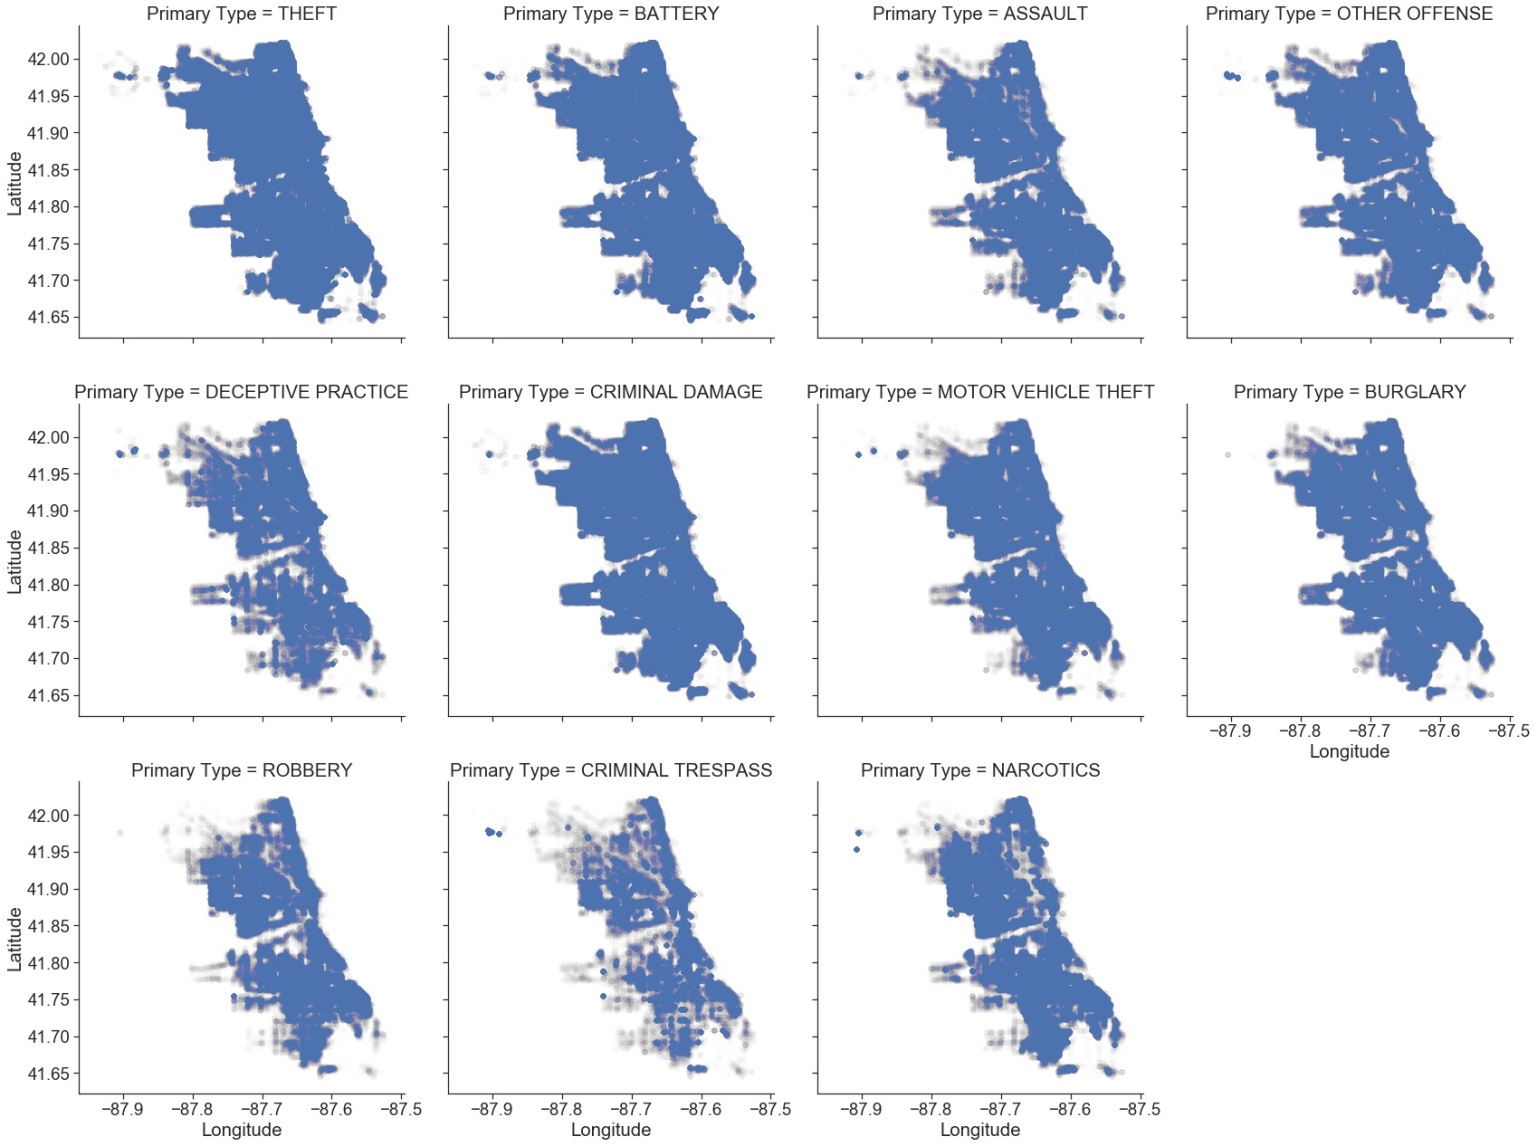 Primary Type = THEFT
Primary Type = BATTERY
Primary Type = ASSAULT
Primary Type = OTHER OFFENSE
42.00
41.95
41.90
41.85
41.80
41.75
41.70
41.65
Latitude
Primary Type = DECEPTIVE PRACTICE
Primary Type = CRIMINAL DAMAGE
Primary Type = MOTOR VEHICLE THEFT
Primary Type = BURGLARY
42.00
41.95
41.90
41.85
41.80
41.75
41.70
41.65
Latitude
−87.9 −87.8 −87.7 −87.6 −87.5
Longitude
Primary Type = ROBBERY
Primary Type = CRIMINAL TRESPASS
Primary Type = NARCOTICS
42.00
41.95
41.90
41.85
41.80
41.75
41.70
41.65
Latitude
−87.9 −87.8 −87.7 −87.6 −87.5
Longitude
−87.9 −87.8 −87.7 −87.6 −87.5
Longitude
−87.9 −87.8 −87.7 −87.6 −87.5
Longitude